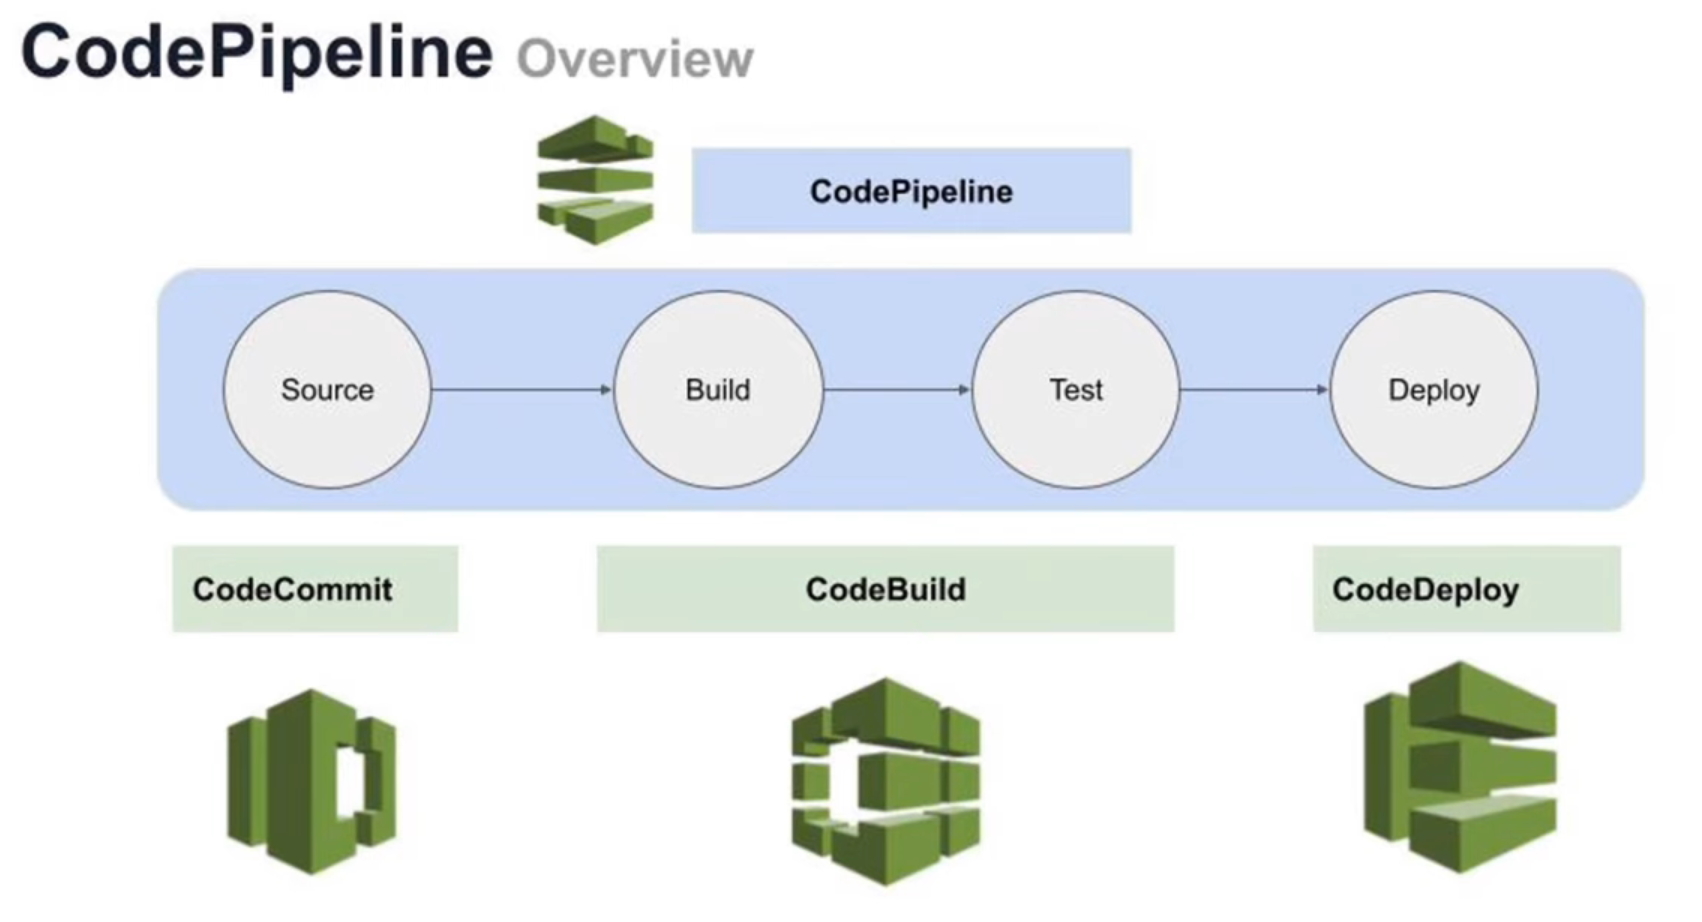 CodePipeline Overview
CodePipeline
Source
Build
Test
Deploy
CodeCommit
CodeBuild
CodeDeploy